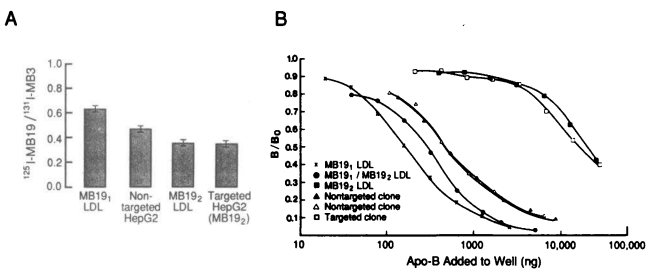 A
B
¹²⁵I-MB19 / ¹³¹I-MB3
1.0
0.8
0.6
0.4
0.2
0.0
MB19₁ LDL
Non-targeted HepG2
MB19₂ LDL
Targeted HepG2 (MB19₂)
B/B₀
1.0
0.9
0.8
0.7
0.6
0.5
0.4
0.3
0.2
0.1
MB19₁ LDL
MB19₁ / MB19₂ LDL
MB19₂ LDL
Nontargeted clone
Nontargeted clone
Targeted clone
10
100
1000
10,000
100,000
Apo-B Added to Well (ng)